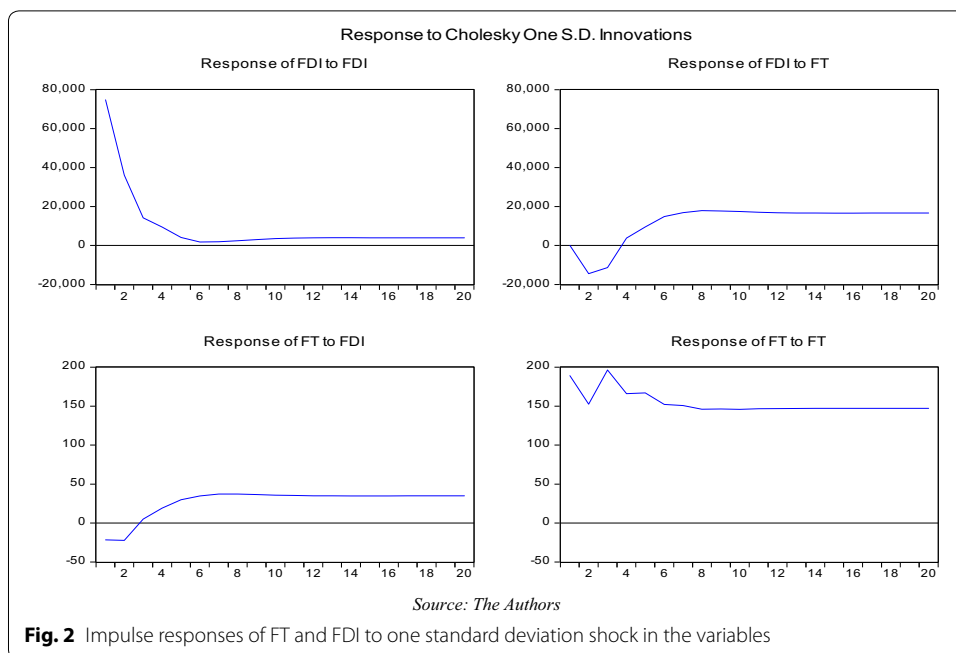 Response to Cholesky One S.D. Innovations
Response of FDI to FDI
80,000
60,000
40,000
20,000
0
-20,000
2 4 6 8 10 12 14 16 18 20
Response of FDI to FT
80,000
60,000
40,000
20,000
0
-20,000
2 4 6 8 10 12 14 16 18 20
Response of FT to FDI
200
150
100
50
0
-50
2 4 6 8 10 12 14 16 18 20
Response of FT to FT
200
150
100
50
0
-50
2 4 6 8 10 12 14 16 18 20
Source: The Authors
Fig. 2 Impulse responses of FT and FDI to one standard deviation shock in the variables